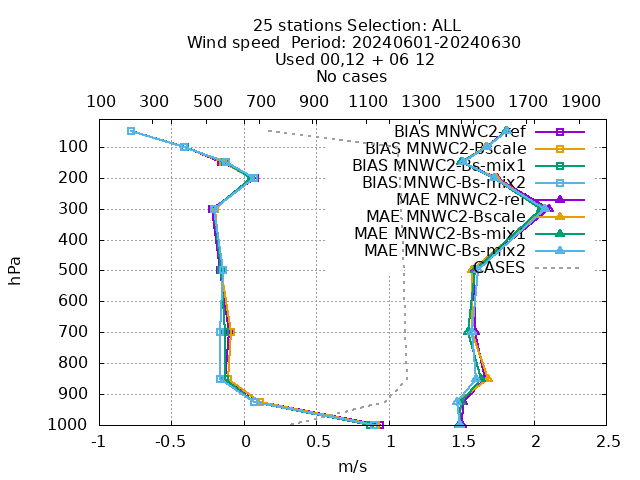 25 stations Selection: ALL
Wind speed  Period: 20240601-20240630
Used 00,12 + 06 12
No cases
100 300 500 700 900 1100 1300 1500 1700 1900
BIAS MNWC2-ref
BIAS MNWC2-Bscale
BIAS MNWC2-Bs-mix1
BIAS MNWC-Bs-mix2
MAE MNWC2-ref
MAE MNWC2-Bscale
MAE MNWC2-Bs-mix1
MAE MNWC-Bs-mix2
CASES
100
200
300
400
500
600
700
800
900
1000
hPa
-1 -0.5 0 0.5 1 1.5 2 2.5
m/s